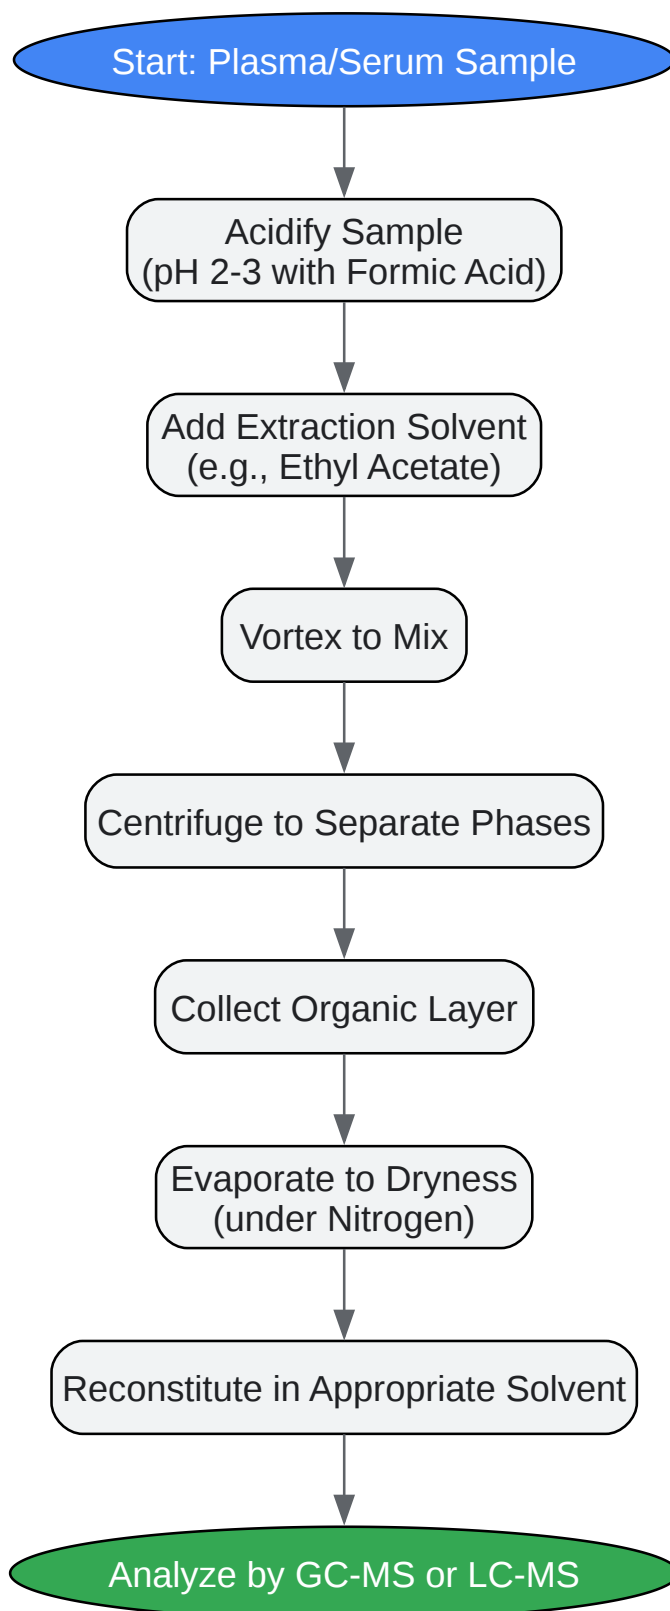 Start: Plasma/Serum Sample
Acidify Sample
(pH 2-3 with Formic Acid)
Add Extraction Solvent
(e.g., Ethyl Acetate)
Vortex to Mix
Centrifuge to Separate Phases
Collect Organic Layer
Evaporate to Dryness
(under Nitrogen)
Reconstitute in Appropriate Solvent
Analyze by GC-MS or LC-MS